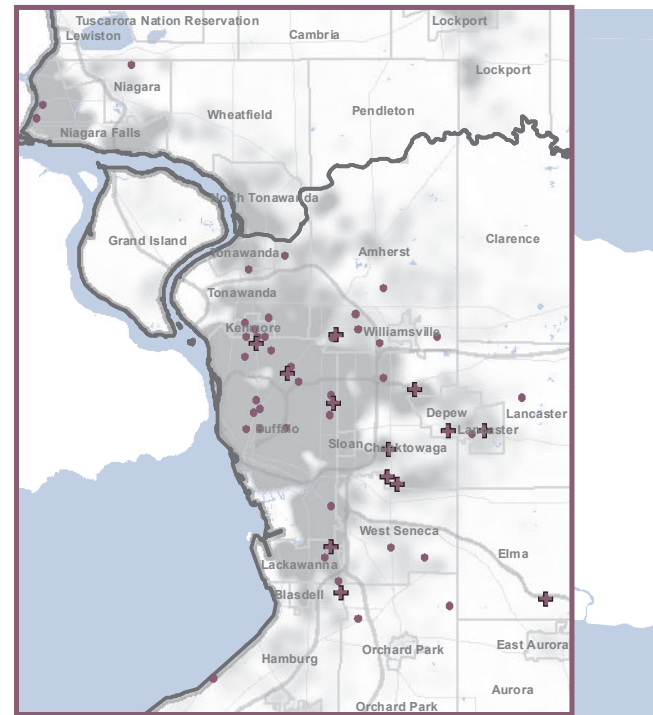 Tuscarora Nation Reservation
Lockport
Lewiston
Cambria
Lockport
Niagara
Wheatfield
Pendleton
Niagara Falls
North Tonawanda
Grand Island
Clarence
Tonawanda
Amherst
Tonawanda
Kenmore
Williamsville
Depew
Lancaster
Buffalo
Lancaster
Sloan
Cheektowaga
West Seneca
Elma
Lackawanna
Blasdell
East Aurora
Orchard Park
Hamburg
Aurora
Orchard Park